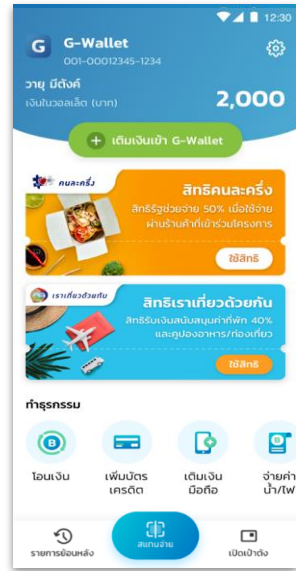 12:30
G
G-Wallet
001-00012345-1234
วายุ มีตังค์
เงินในวอลเล็ต (บาท)
2,000
+ เติมเงินเข้า G-Wallet
คนละครึ่ง
สิทธิคนละครึ่ง
สิทธิรัฐช่วยจ่าย 50% เมื่อใช้จ่าย
ผ่านร้านค้าที่เข้าร่วมโครงการ
ใช้สิทธิ
เราเที่ยวด้วยกัน
สิทธิเราเที่ยวด้วยกัน
สิทธิรับเงินสนับสนุนค่าที่พัก 40%
และคูปองอาหาร/ท่องเที่ยว
ใช้สิทธิ
ทำธุรกรรม
โอนเงิน
เพิ่มบัตร
เครดิต
เติมเงิน
มือถือ
จ่ายค่า
น้ำ/ไฟ
รายการย้อนหลัง
สแกนจ่าย
เปิดเป๋าตัง